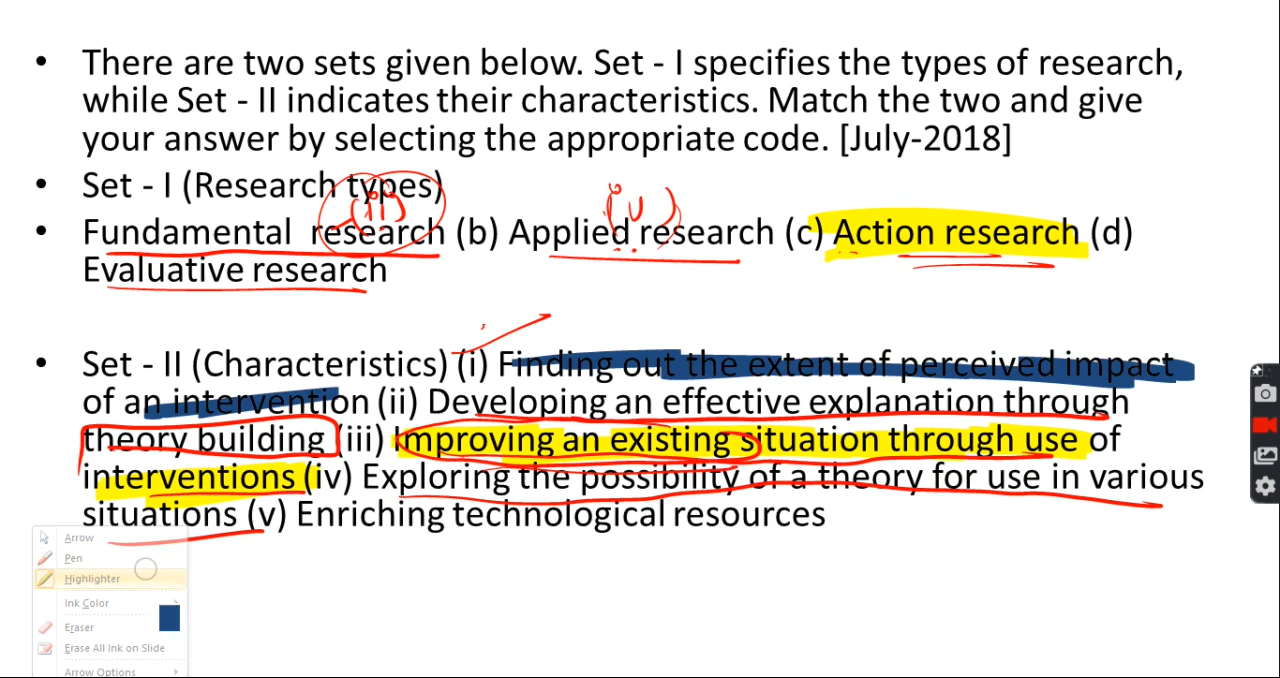 • There are two sets given below. Set - I specifies the types of research,
while Set - II indicates their characteristics. Match the two and give
your answer by selecting the appropriate code. [July-2018]
• Set - I (Research types)
(ii)
(iv)
• Fundamental research (b) Applied research (c) Action research (d)
Evaluative research
• Set - II (Characteristics) (i) Finding out the extent of perceived impact
of an intervention (ii) Developing an effective explanation through
theory building (iii) Improving an existing situation through use of
interventions (iv) Exploring the possibility of a theory for use in various
situations (v) Enriching technological resources
Arrow
Pen
Highlighter
Ink Color
Eraser
Erase All Ink on Slide
Arrow Options